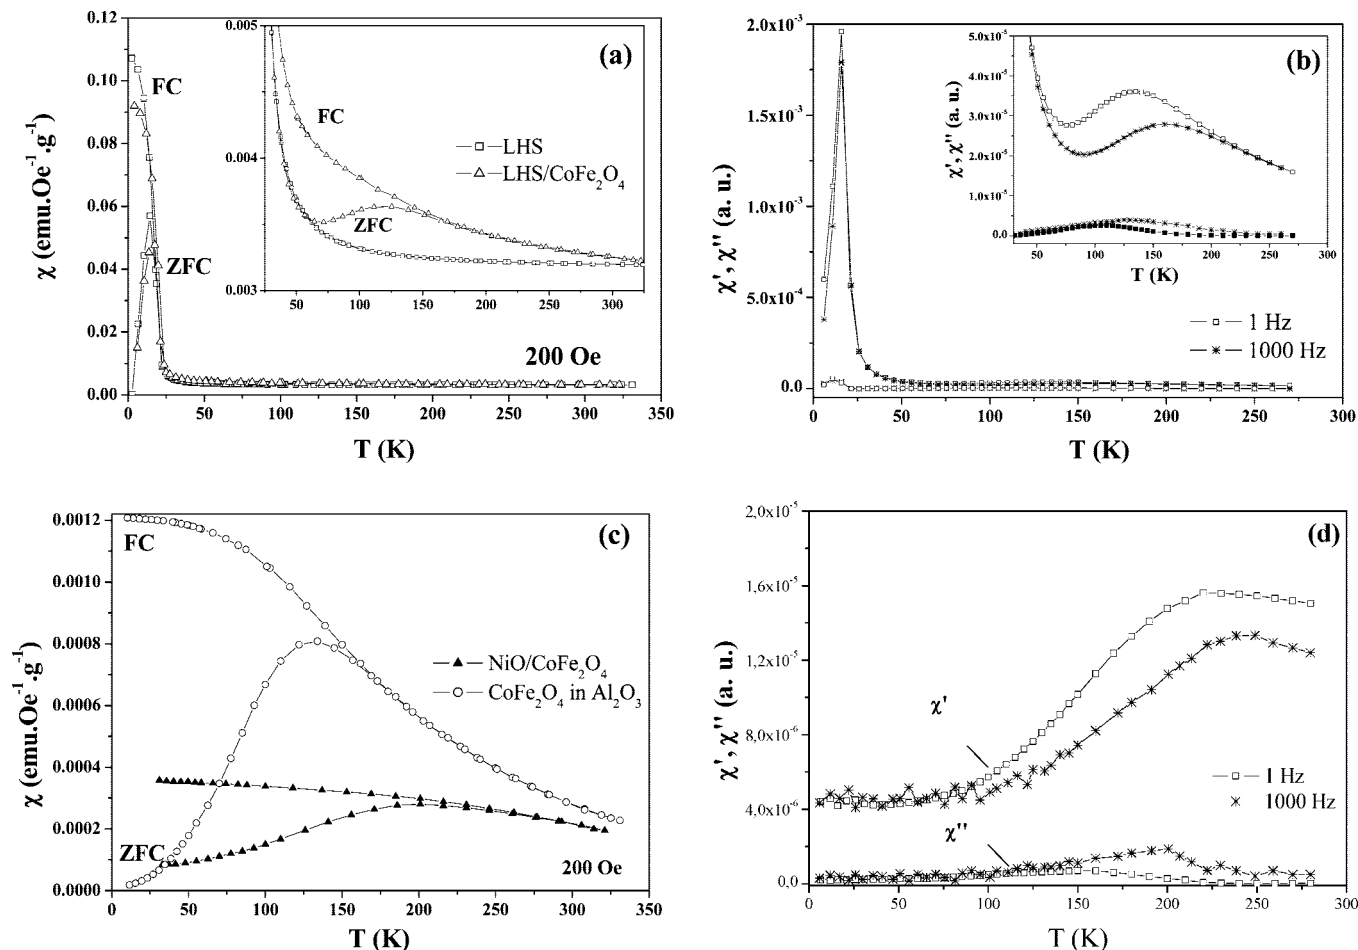 (a)
0.12
0.10
0.08
0.06
0.04
0.02
0.00
χ (emu.Oe⁻¹.g⁻¹)
FC
ZFC
0.005
0.004
0.003
50 100 150 200 250 300
FC
ZFC
LHS
LHS/CoFe₂O₄
200 Oe
0 25 50 75 100 125 150 175 200 225 250 275 300 325 350
T (K)
(b)
2.0x10⁻³
1.5x10⁻³
1.0x10⁻³
5.0x10⁻⁴
0.0
χ', χ'' (a. u.)
5.0x10⁻⁵
4.0x10⁻⁵
3.0x10⁻⁵
2.0x10⁻⁵
1.0x10⁻⁵
0.0
χ', χ'' (a. u.)
50 100 150 200 250 300
T (K)
1 Hz
1000 Hz
0 50 100 150 200 250 300
T (K)
(c)
0.0012
0.0010
0.0008
0.0006
0.0004
0.0002
0.0000
χ (emu.Oe⁻¹.g⁻¹)
FC
ZFC
NiO/CoFe₂O₄
CoFe₂O₄ in Al₂O₃
200 Oe
0 50 100 150 200 250 300 350
T (K)
(d)
2,0x10⁻⁵
1.6x10⁻⁵
1.2x10⁻⁵
8,0x10⁻⁶
4.0x10⁻⁶
0.0
χ', χ'' (a. u.)
χ'
χ''
1 Hz
1000 Hz
0 50 100 150 200 250 300
T (K)